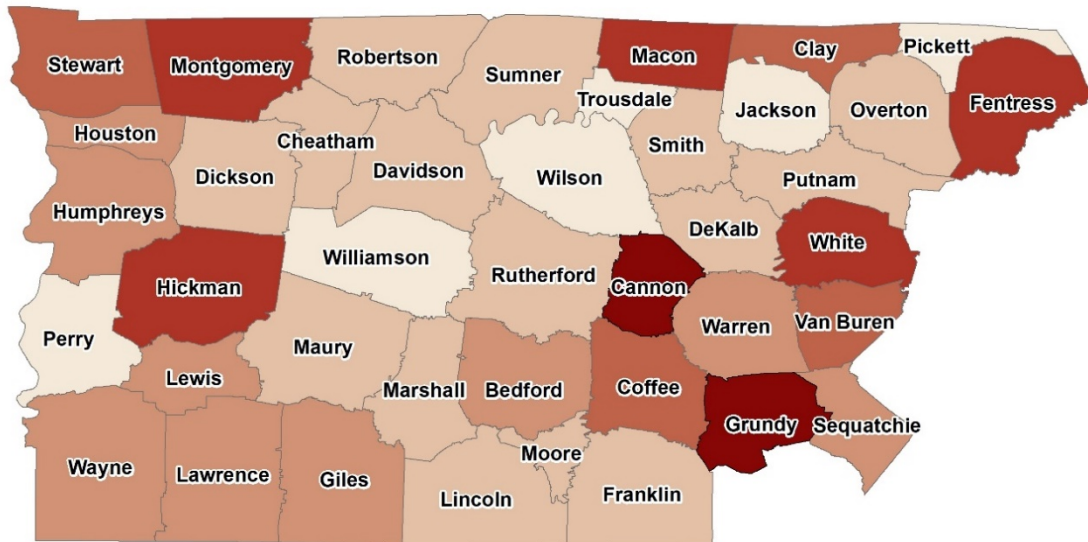 Stewart
Montgomery
Robertson
Sumner
Macon
Clay
Pickett
Trousdale
Jackson
Overton
Fentress
Houston
Cheatham
Davidson
Smith
Dickson
Wilson
Putnam
Humphreys
DeKalb
White
Williamson
Rutherford
Hickman
Cannon
Perry
Maury
Warren
Van Buren
Lewis
Marshall
Bedford
Coffee
Grundy
Sequatchie
Moore
Wayne
Lawrence
Giles
Lincoln
Franklin